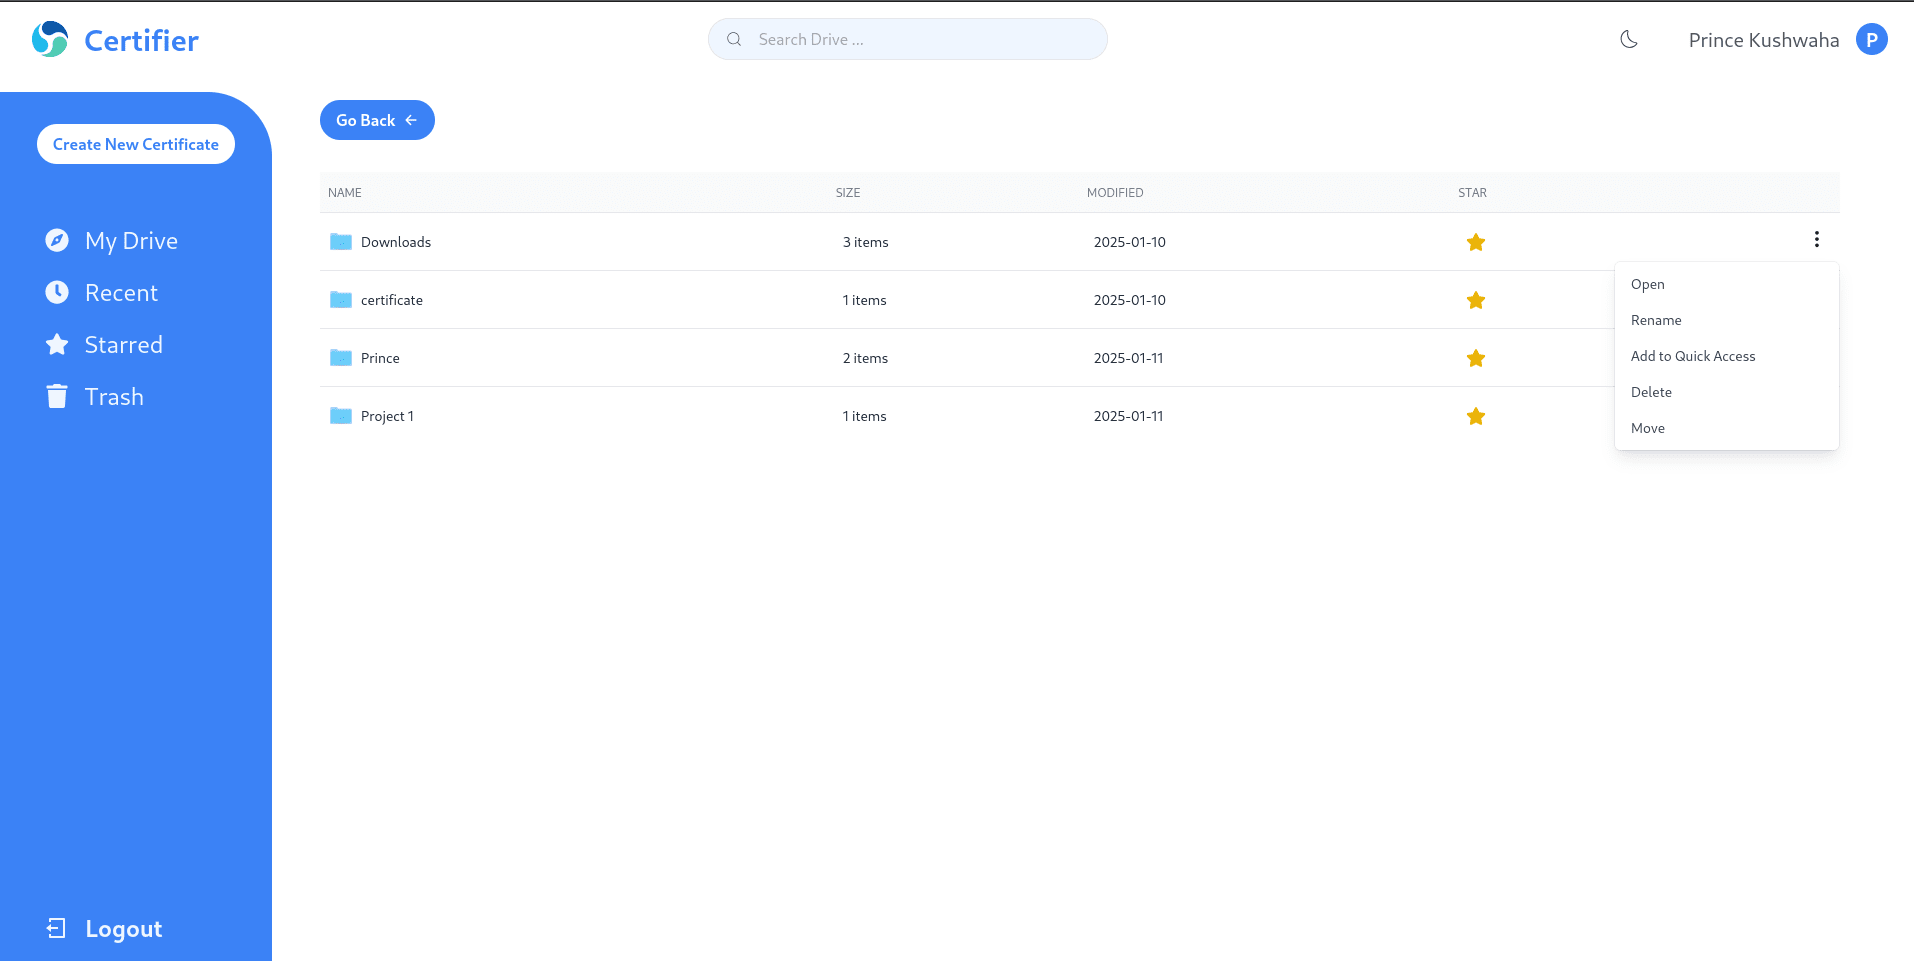 Certifier
Search Drive ...
Prince Kushwaha
P
Create New Certificate
My Drive
Recent
Starred
Trash
Logout
Go Back
NAME SIZE MODIFIED STAR
Downloads 3 items 2025-01-10
certificate 1 items 2025-01-10
Prince 2 items 2025-01-11
Project 1 1 items 2025-01-11
Open
Rename
Add to Quick Access
Delete
Move